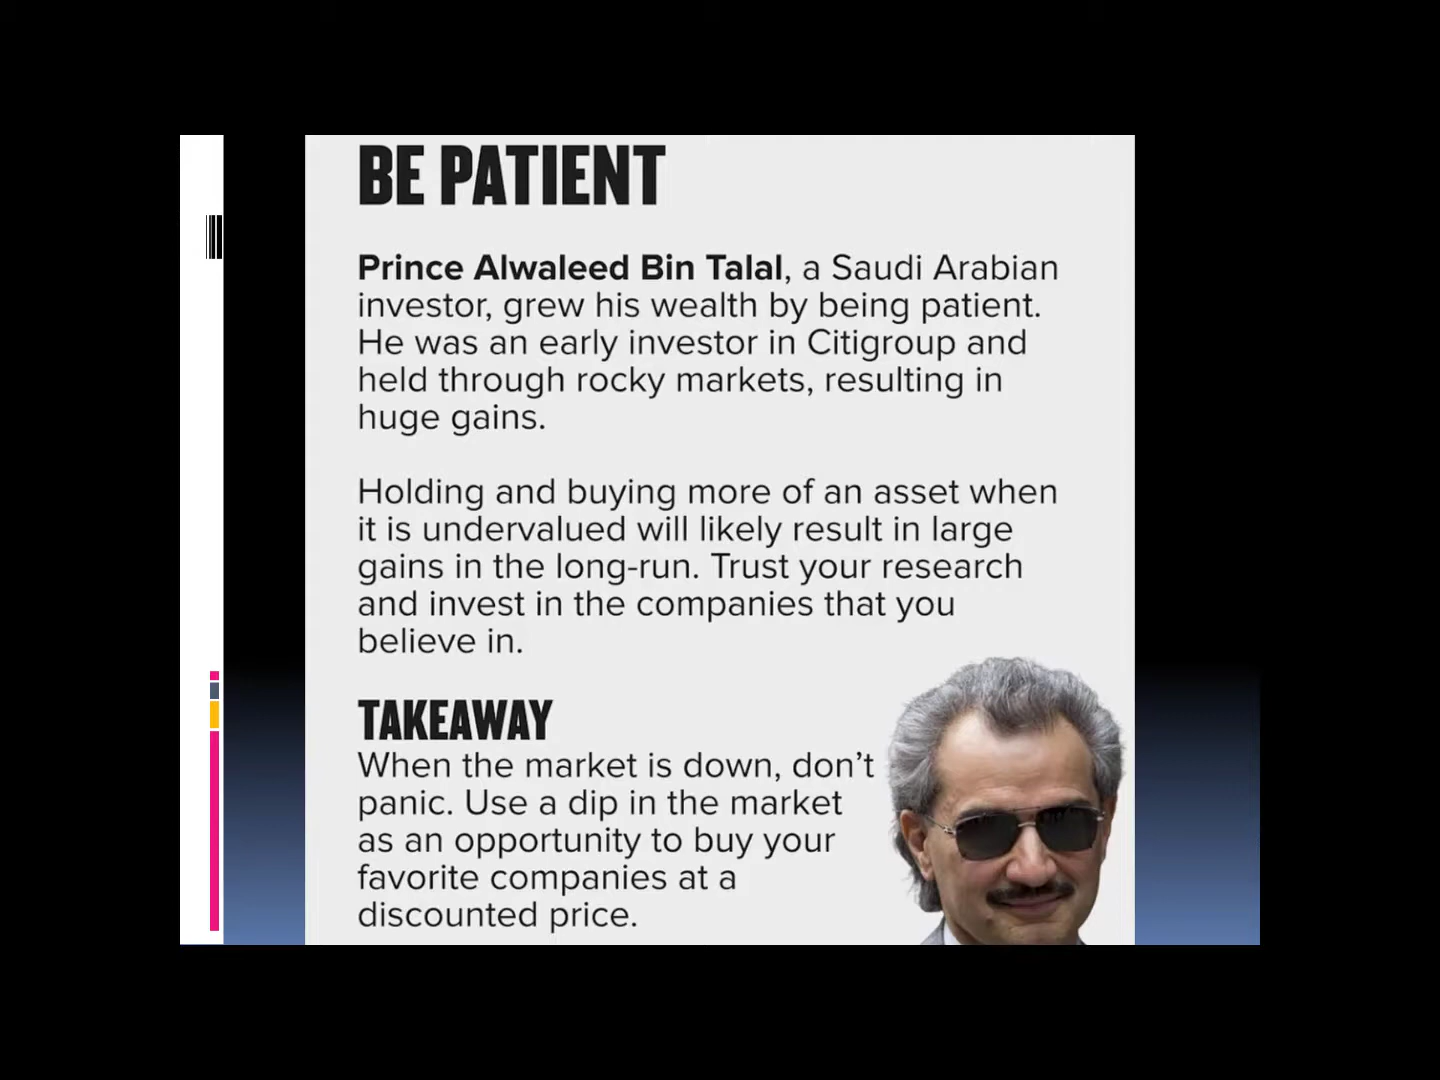 BE PATIENT
Prince Alwaleed Bin Talal, a Saudi Arabian
investor, grew his wealth by being patient.
He was an early investor in Citigroup and
held through rocky markets, resulting in
huge gains.
Holding and buying more of an asset when
it is undervalued will likely result in large
gains in the long-run. Trust your research
and invest in the companies that you
believe in.
TAKEAWAY
When the market is down, don’t
panic. Use a dip in the market
as an opportunity to buy your
favorite companies at a
discounted price.